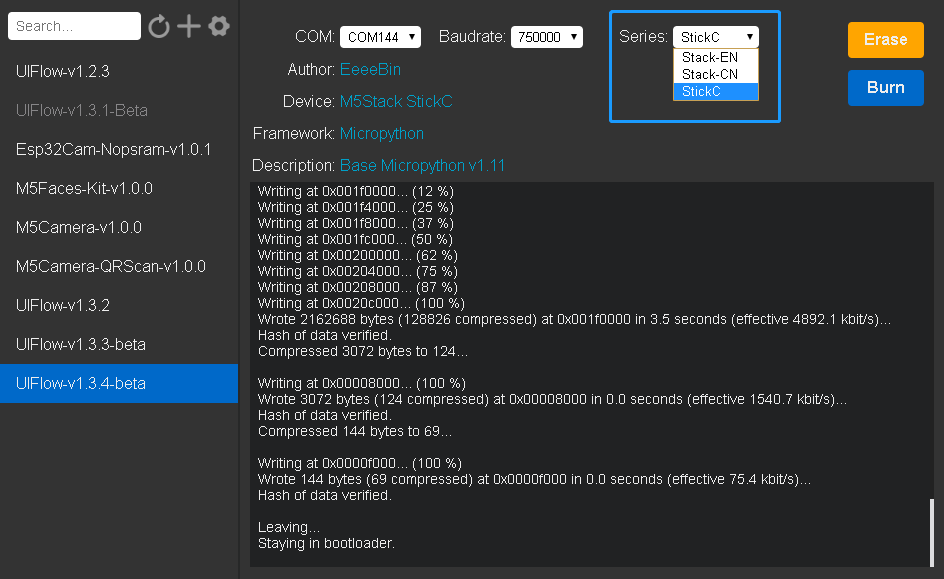 Search...
UIFlow-v1.2.3
UIFlow-v1.3.1-Beta
Esp32Cam-Nopsram-v1.0.1
M5Faces-Kit-v1.0.0
M5Camera-v1.0.0
M5Camera-QRScan-v1.0.0
UIFlow-v1.3.2
UIFlow-v1.3.3-beta
UIFlow-v1.3.4-beta
COM: COM144 Baudrate: 750000 Series: StickC
Stack-EN
Stack-CN
StickC
Erase
Burn
Author: EeeeBin
Device: M5Stack StickC
Framework: Micropython
Description: Base Micropython v1.11
Writing at 0x001f0000... (12 %)
Writing at 0x001f4000... (25 %)
Writing at 0x001f8000... (37 %)
Writing at 0x001fc000... (50 %)
Writing at 0x00200000... (62 %)
Writing at 0x00204000... (75 %)
Writing at 0x00208000... (87 %)
Writing at 0x0020c000... (100 %)
Wrote 2162688 bytes (128826 compressed) at 0x001f0000 in 3.5 seconds (effective 4892.1 kbit/s)...
Hash of data verified.
Compressed 3072 bytes to 124...
Writing at 0x00008000... (100 %)
Wrote 3072 bytes (124 compressed) at 0x00008000 in 0.0 seconds (effective 1540.7 kbit/s)...
Hash of data verified.
Compressed 144 bytes to 69...
Writing at 0x0000f000... (100 %)
Wrote 144 bytes (69 compressed) at 0x0000f000 in 0.0 seconds (effective 75.4 kbit/s)...
Hash of data verified.
Leaving...
Staying in bootloader.